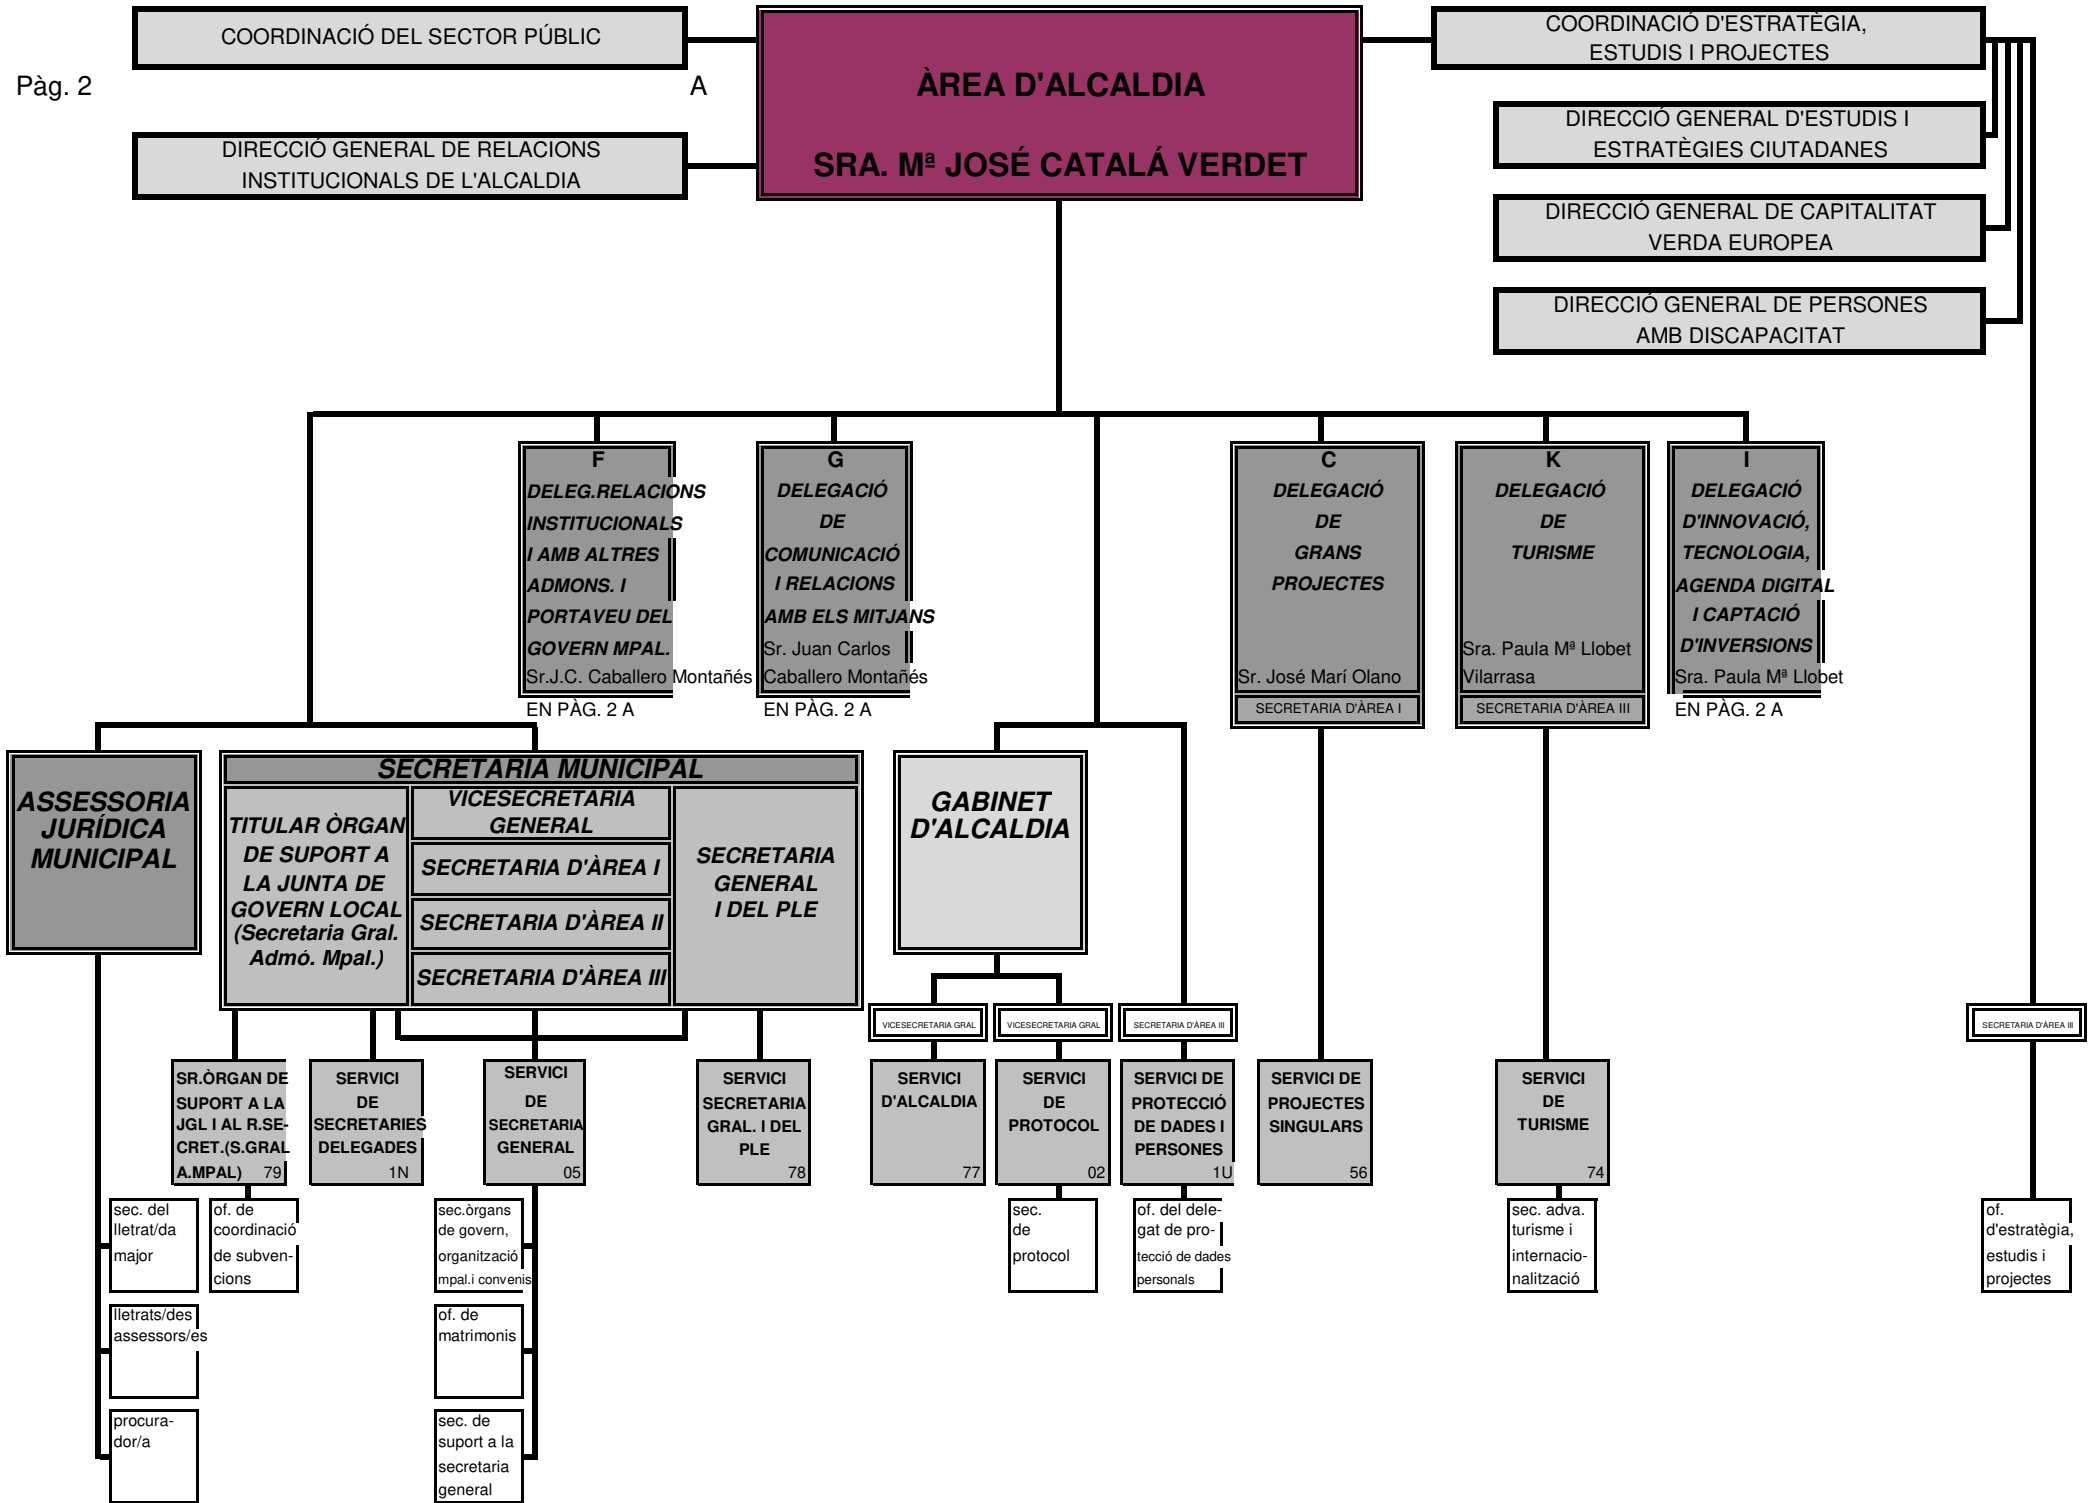 COORDINACIÓ DEL SECTOR PÚBLIC
Pàg. 2
A
DIRECCIÓ GENERAL DE RELACIONS
INSTITUCIONALS DE L'ALCALDIA
ÀREA D'ALCALDIA
SRA. Mª JOSÉ CATALÁ VERDET
COORDINACIÓ D'ESTRATÈGIA,
ESTUDIS I PROJECTES
DIRECCIÓ GENERAL D'ESTUDIS I
ESTRATÈGIES CIUTADANES
DIRECCIÓ GENERAL DE CAPITALITAT
VERDA EUROPEA
DIRECCIÓ GENERAL DE PERSONES
AMB DISCAPACITAT
F
DELEG.RELACIONS
INSTITUCIONALS
I AMB ALTRES
ADMONS. I
PORTAVEU DEL
GOVERN MPAL.
Sr.J.C. Caballero Montañés
EN PÀG. 2 A
G
DELEGACIÓ
DE
COMUNICACIÓ
I RELACIONS
AMB ELS MITJANS
Sr. Juan Carlos
Caballero Montañés
EN PÀG. 2 A
C
DELEGACIÓ
DE
GRANS
PROJECTES
Sr. José Marí Olano
SECRETARIA D'ÀREA I
K
DELEGACIÓ
DE
TURISME
Sra. Paula Mª Llobet
Vilarrasa
SECRETARIA D'ÀREA III
I
DELEGACIÓ
D'INNOVACIÓ,
TECNOLOGIA,
AGENDA DIGITAL
I CAPTACIÓ
D'INVERSIONS
Sra. Paula Mª Llobet
EN PÀG. 2 A
ASSESSORIA
JURÍDICA
MUNICIPAL
SECRETARIA MUNICIPAL
TITULAR ÒRGAN
DE SUPORT A
LA JUNTA DE
GOVERN LOCAL
(Secretaria Gral.
Admó. Mpal.)
VICESECRETARIA
GENERAL
SECRETARIA D'ÀREA I
SECRETARIA D'ÀREA II
SECRETARIA D'ÀREA III
SECRETARIA
GENERAL
I DEL PLE
GABINET
D'ALCALDIA
VICESECRETARIA GRAL
VICESECRETARIA GRAL
SECRETARIA D'ÀREA III
SECRETARIA D'ÀREA III
SR.ÒRGAN DE
SUPORT A LA
JGL I AL R.SE-
CRET.(S.GRAL
A.MPAL) 79
SERVICI
DE
SECRETARIES
DELEGADES
1N
SERVICI
DE
SECRETARIA
GENERAL
05
SERVICI
SECRETARIA
GRAL. I DEL
PLE
78
SERVICI
D'ALCALDIA
77
SERVICI
DE
PROTOCOL
02
SERVICI DE
PROTECCIÓ
DE DADES I
PERSONES
1U
SERVICI DE
PROJECTES
SINGULARS
56
SERVICI
DE
TURISME
74
sec. del
lletrat/da
major
of. de
coordinació
de subven-
cions
sec.òrgans
de govern,
organització
mpal.i convenis
sec.
de
protocol
of. del dele-
gat de pro-
tecció de dades
personals
sec. adva.
turisme i
internacio-
nalització
of.
d'estratègia,
estudis i
projectes
lletrats/des
assessors/es
of. de
matrimonis
procura-
dor/a
sec. de
suport a la
secretaria
general